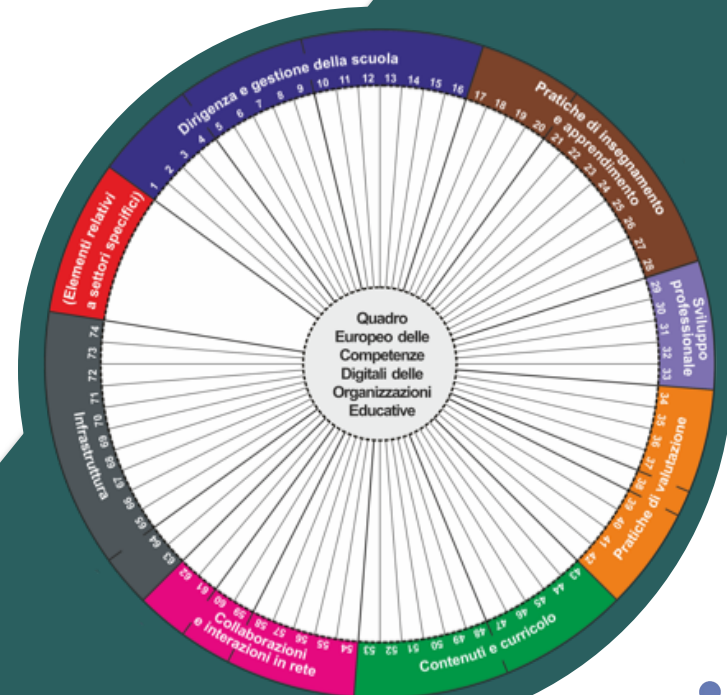 Dirigenza e gestione della scuola
1 2 3 4 5 6 7 8 9 10 11 12 13 14 15 16
Pratiche di insegnamento
e apprendimento
17 18 19 20 21 22 23 24 25 26 27 28
Sviluppo
professionale
29 30 31 32 33
Pratiche di valutazione
34 35 36 37 38 39 40 41 42
Contenuti e curricolo
43 44 45 46 47 48 49 50 51 52 53
Collaborazioni
e interazioni in rete
54 55 56 57 58 59 60 61 62
Infrastruttura
63 64 65 66 67 68 69 70 71 72 73 74
(Elementi relativi
a settori specifici)
Quadro
Europeo delle
Competenze
Digitali delle
Organizzazioni
Educative